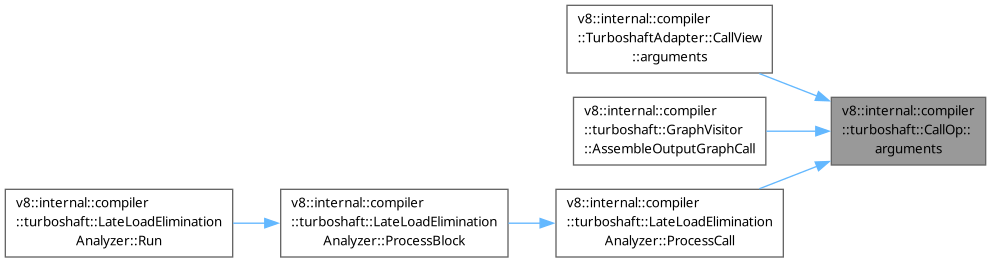 v8::internal::compiler
::TurboshaftAdapter::CallView
::arguments
v8::internal::compiler
::turboshaft::GraphVisitor
::AssembleOutputGraphCall
v8::internal::compiler
::turboshaft::CallOp::
arguments
v8::internal::compiler
::turboshaft::LateLoadElimination
Analyzer::Run
v8::internal::compiler
::turboshaft::LateLoadElimination
Analyzer::ProcessBlock
v8::internal::compiler
::turboshaft::LateLoadElimination
Analyzer::ProcessCall